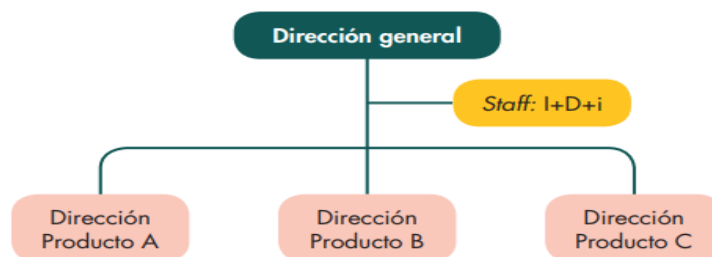 Dirección general
Staff: I+D+i
Dirección
Producto A
Dirección
Producto B
Dirección
Producto C